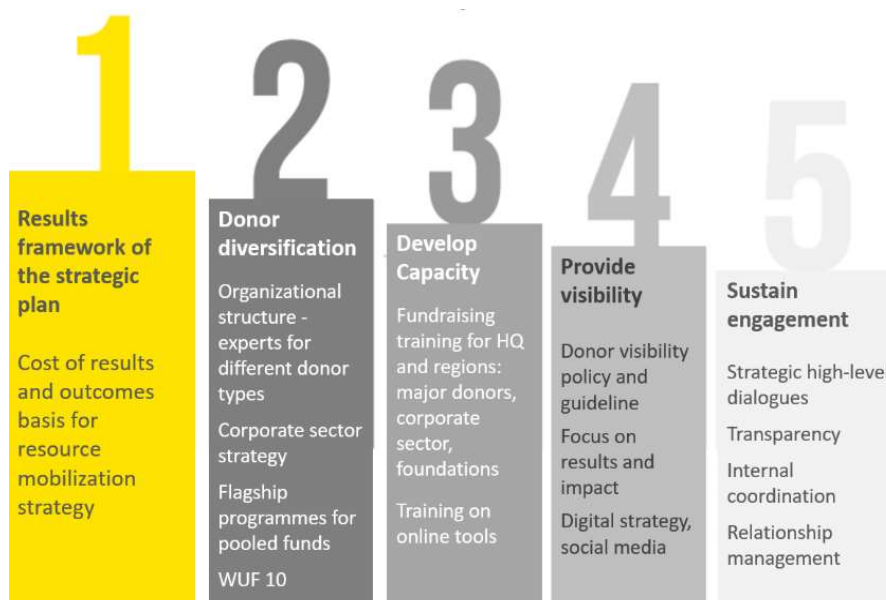 1
Results
framework of
the strategic
plan
Cost of results
and outcomes
basis for
resource
mobilization
strategy
2
Donor
diversification
Organizational
structure -
experts for
different donor
types
Corporate sector
strategy
Flagship
programmes for
pooled funds
WUF 10
3
Develop
Capacity
Fundraising
training for HQ
and regions:
major donors,
corporate
sector,
foundations
Training on
online tools
4
Provide
visibility
Donor visibility
policy and
guideline
Focus on
results and
impact
Digital strategy,
social media
5
Sustain
engagement
Strategic high-level
dialogues
Transparency
Internal
coordination
Relationship
management